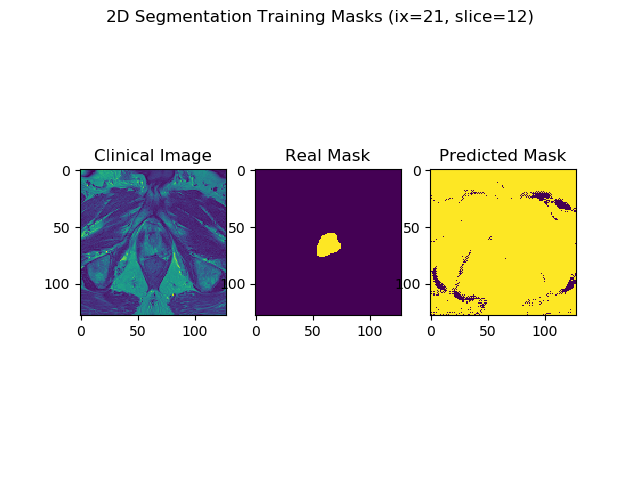 2D Segmentation Training Masks (ix=21, slice=12)
Clinical Image Real Mask Predicted Mask
0 0 0
50 50 50
100 100 100
0 50 100 0 50 100 0 50 100